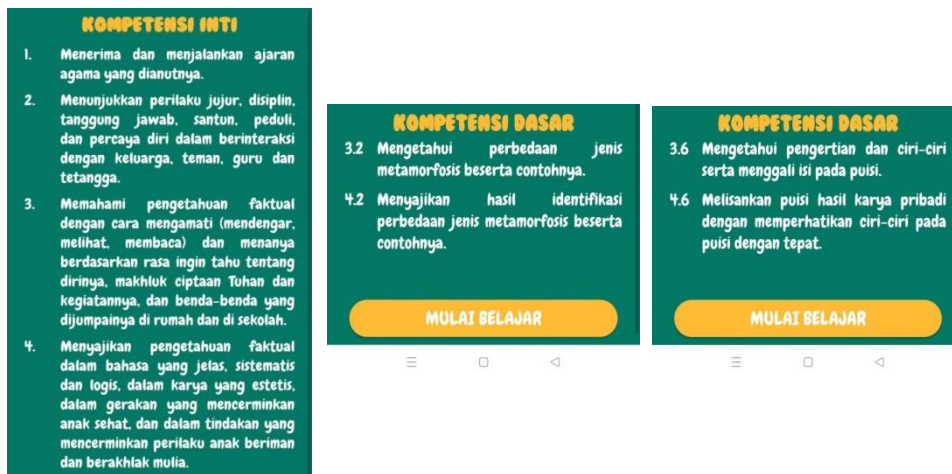 KOMPETENSI INTI
1. Menerima dan menjalankan ajaran
agama yang dianutnya.
2. Menunjukkan perilaku jujur, disiplin,
tanggung jawab, santun, peduli,
dan percaya diri dalam berinteraksi
dengan keluarga, teman, guru dan
tetangga.
3. Memahami pengetahuan faktual
dengan cara mengamati (mendengar,
melihat, membaca) dan menanya
berdasarkan rasa ingin tahu tentang
dirinya, makhluk ciptaan Tuhan dan
kegiatannya, dan benda-benda yang
dijumpainya di rumah dan di sekolah.
4. Menyajikan pengetahuan faktual
dalam bahasa yang jelas, sistematis
dan logis, dalam karya yang estetis,
dalam gerakan yang mencerminkan
anak sehat, dan dalam tindakan yang
mencerminkan perilaku anak beriman
dan berakhlak mulia.
KOMPETENSI DASAR
3.2 Mengetahui perbedaan jenis
metamorfosis beserta contohnya.
4.2 Menyajikan hasil identifikasi
perbedaan jenis metamorfosis beserta
contohnya.
MULAI BELAJAR
KOMPETENSI DASAR
3.6 Mengetahui pengertian dan ciri-ciri
serta menggali isi pada puisi.
4.6 Melisankan puisi hasil karya pribadi
dengan memperhatikan ciri-ciri pada
puisi dengan tepat.
MULAI BELAJAR